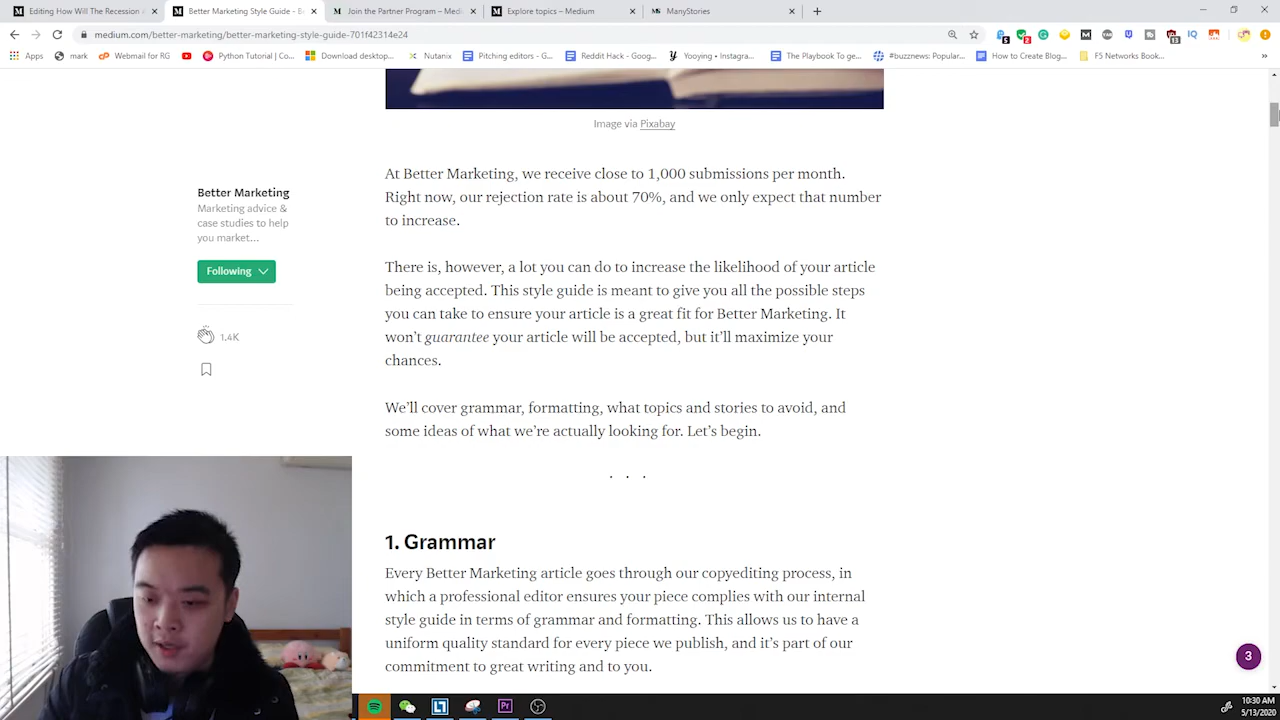 Editing How Will The Recession A
Better Marketing Style Guide - B
Join the Partner Program – Medi
Explore topics – Medium
ManyStories
medium.com/better-marketing/better-marketing-style-guide-701f42314e24
Apps
mark
Webmail for RG
Python Tutorial | Co...
Download desktop...
Nutanix
Pitching editors - G...
Reddit Hack - Goog...
Yooying • Instagra...
The Playbook To ge...
#buzznews: Popular...
How to Create Blog...
F5 Networks Book...
Image via Pixabay
Better Marketing
Marketing advice &
case studies to help
you market...
Following
1.4K
At Better Marketing, we receive close to 1,000 submissions per month.
Right now, our rejection rate is about 70%, and we only expect that number
to increase.
There is, however, a lot you can do to increase the likelihood of your article
being accepted. This style guide is meant to give you all the possible steps
you can take to ensure your article is a great fit for Better Marketing. It
won't guarantee your article will be accepted, but it'll maximize your
chances.
We'll cover grammar, formatting, what topics and stories to avoid, and
some ideas of what we're actually looking for. Let's begin.
1. Grammar
Every Better Marketing article goes through our copyediting process, in
which a professional editor ensures your piece complies with our internal
style guide in terms of grammar and formatting. This allows us to have a
uniform quality standard for every piece we publish, and it's part of our
commitment to great writing and to you.
3
10:30 AM
5/13/2020